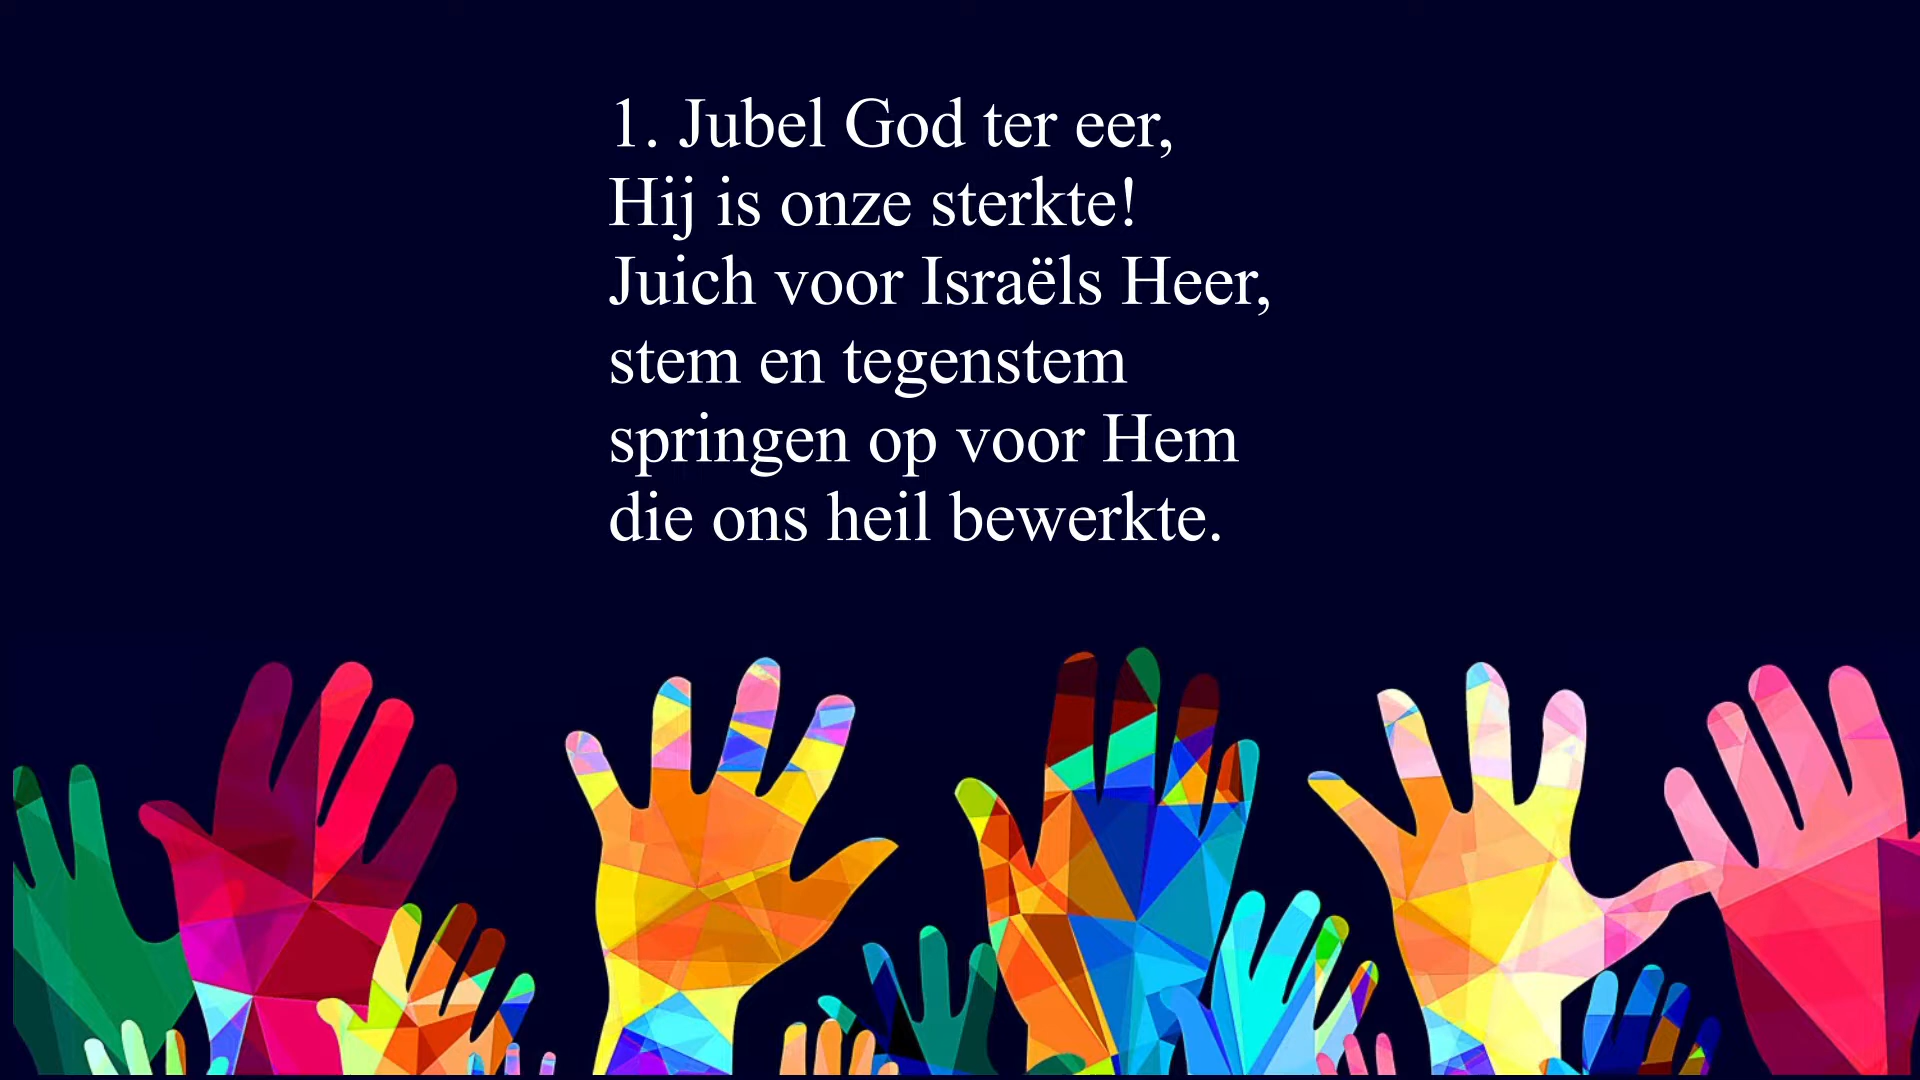 1. Jubel God ter eer,
Hij is onze sterkte!
Juich voor Israëls Heer,
stem en tegenstem
springen op voor Hem
die ons heil bewerkte.